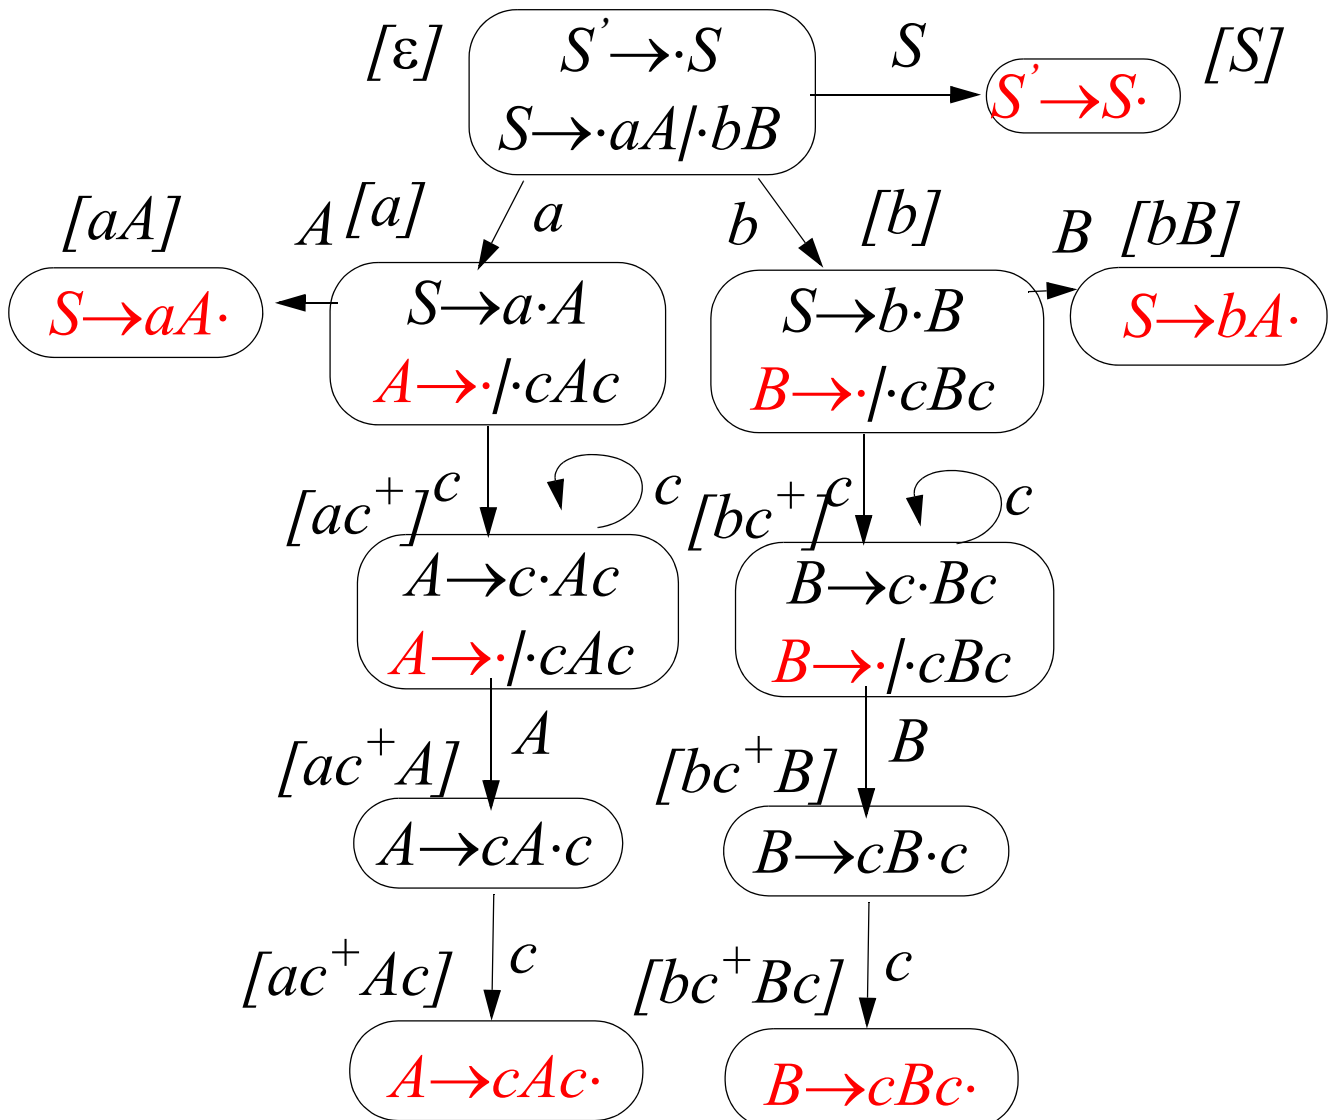 [ε]
S'→·S
S→·aA/·bB
S
S'→S·
[S]
[aA]
A
[a]
a
b
[b]
B
[bB]
S→aA·
S→a·A
A→·/·cAc
S→b·B
B→·/·cBc
S→bA·
[ac+]
c
c
[bc+]
c
c
A→c·Ac
A→·/·cAc
B→c·Bc
B→·/·cBc
[ac+A]
A
[bc+B]
B
A→cA·c
B→cB·c
[ac+Ac]
c
[bc+Bc]
c
A→cAc·
B→cBc·